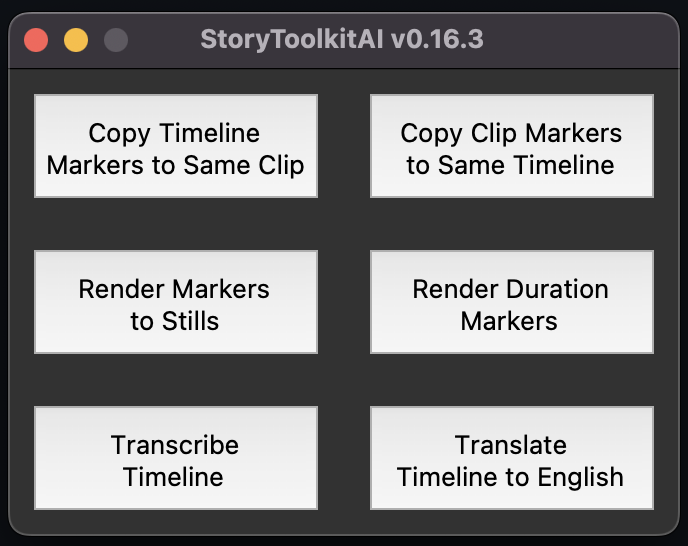 StoryToolkitAI v0.16.3
Copy Timeline
Markers to Same Clip
Copy Clip Markers
to Same Timeline
Render Markers
to Stills
Render Duration
Markers
Transcribe
Timeline
Translate
Timeline to English